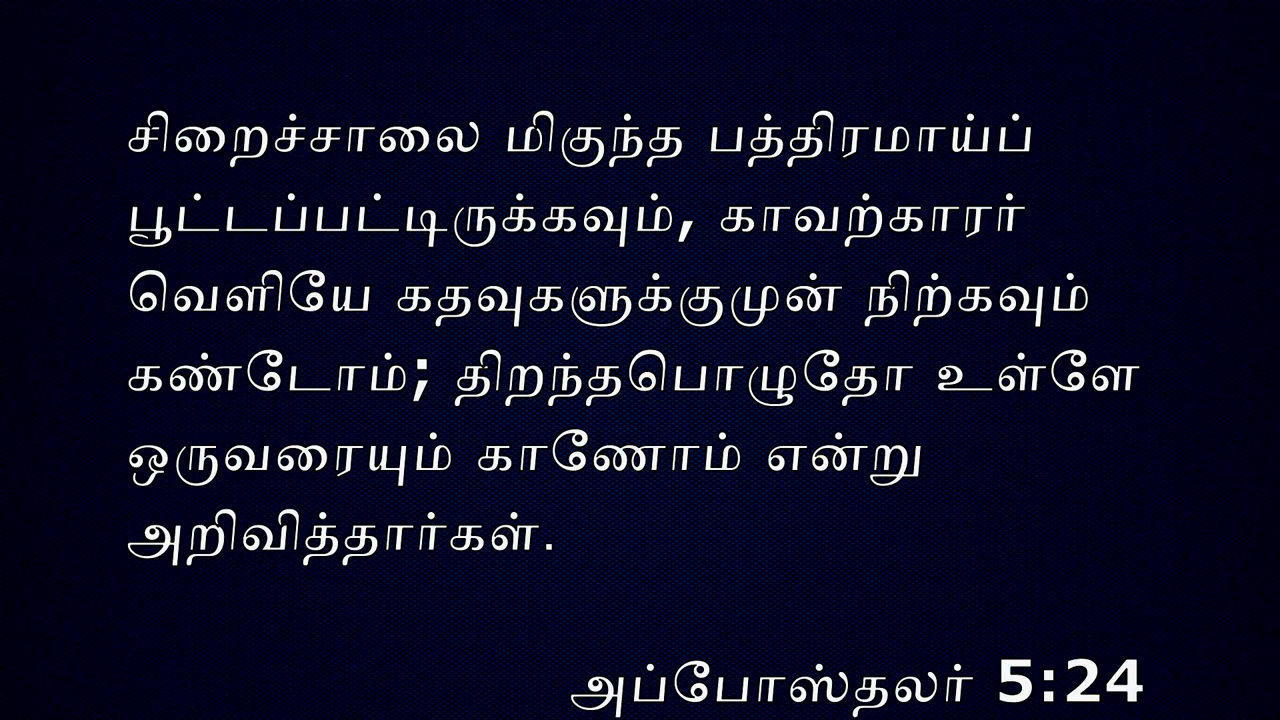 சிறைச்சாலை மிகுந்த பத்திரமாய்ப்
பூட்டப்பட்டிருக்கவும், காவற்காரர்
வெளியே கதவுகளுக்குமுன் நிற்கவும்
கண்டோம்; திறந்தபொழுதோ உள்ளே
ஒருவரையும் காணோம் என்று
அறிவித்தார்கள்.
அப்போஸ்தலர் 5:24